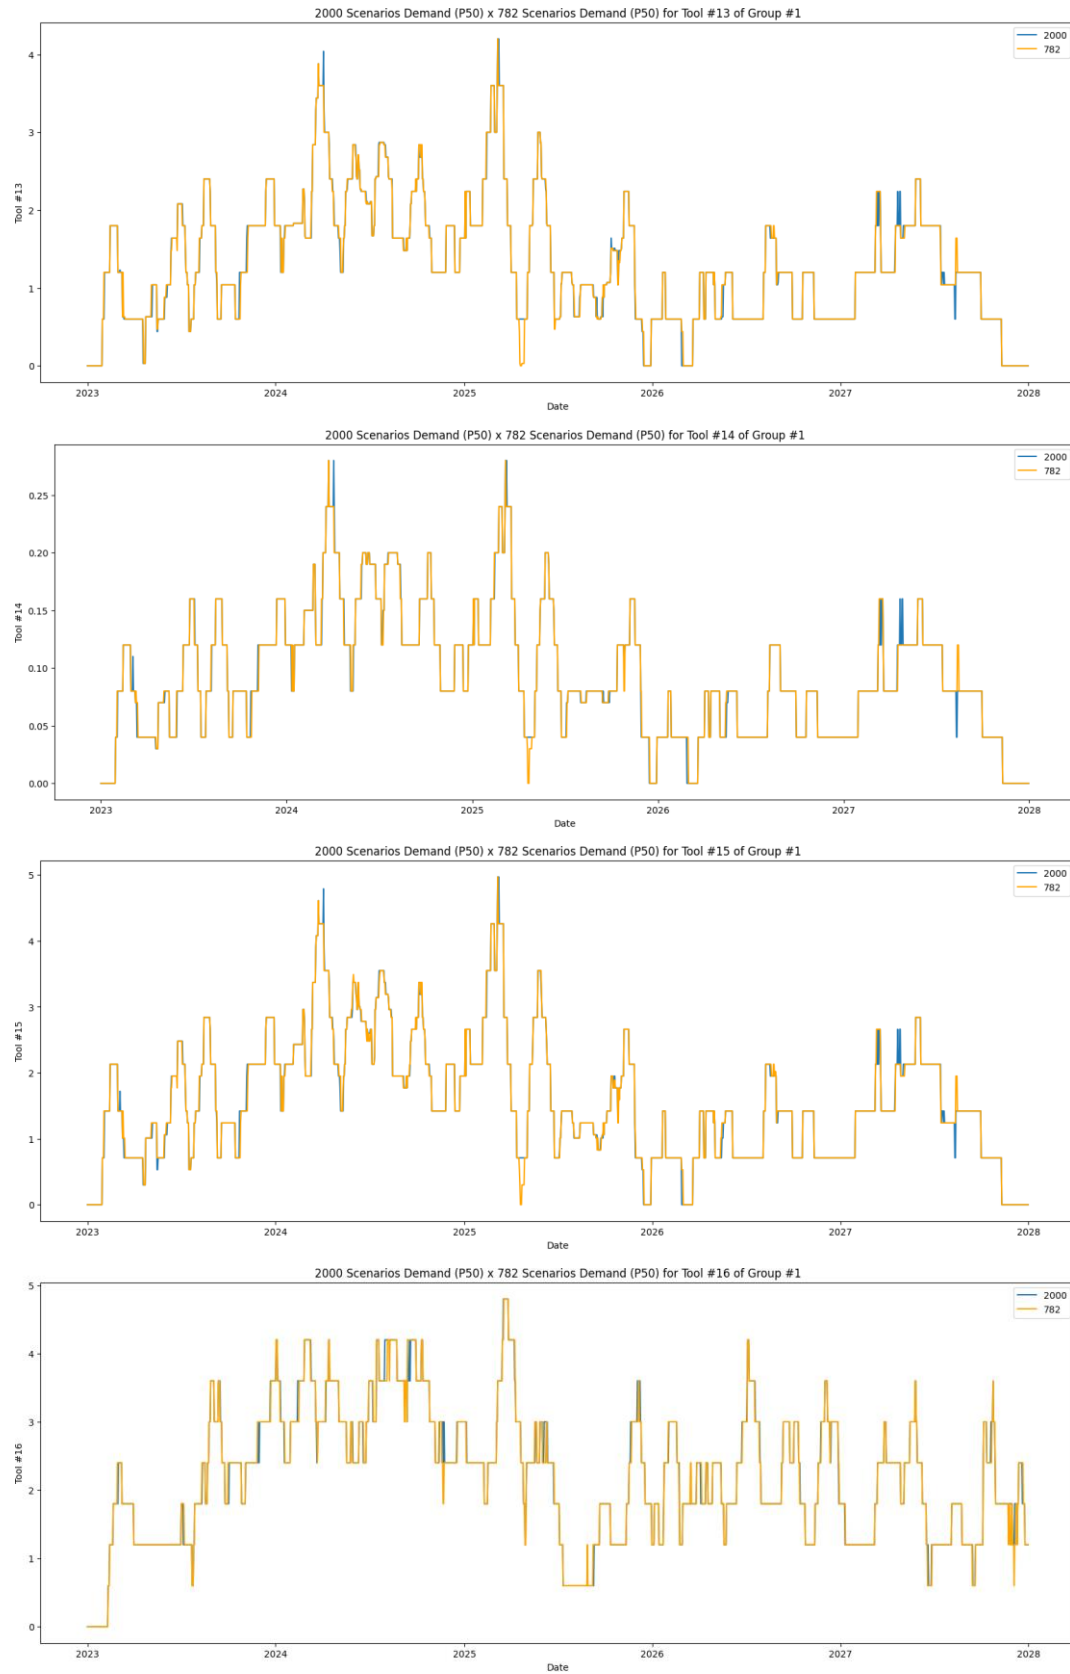 2000 Scenarios Demand (P50) x 782 Scenarios Demand (P50) for Tool #13 of Group #1
2000
782
4
3
2
1
0
Tool #13
2023 2024 2025 2026 2027 2028
Date
2000 Scenarios Demand (P50) x 782 Scenarios Demand (P50) for Tool #14 of Group #1
2000
782
0.25
0.20
0.15
0.10
0.05
0.00
Tool #14
2023 2024 2025 2026 2027 2028
Date
2000 Scenarios Demand (P50) x 782 Scenarios Demand (P50) for Tool #15 of Group #1
2000
782
5
4
3
2
1
0
Tool #15
2023 2024 2025 2026 2027 2028
Date
2000 Scenarios Demand (P50) x 782 Scenarios Demand (P50) for Tool #16 of Group #1
2000
782
5
4
3
2
1
0
Tool #16
2023 2024 2025 2026 2027 2028
Date